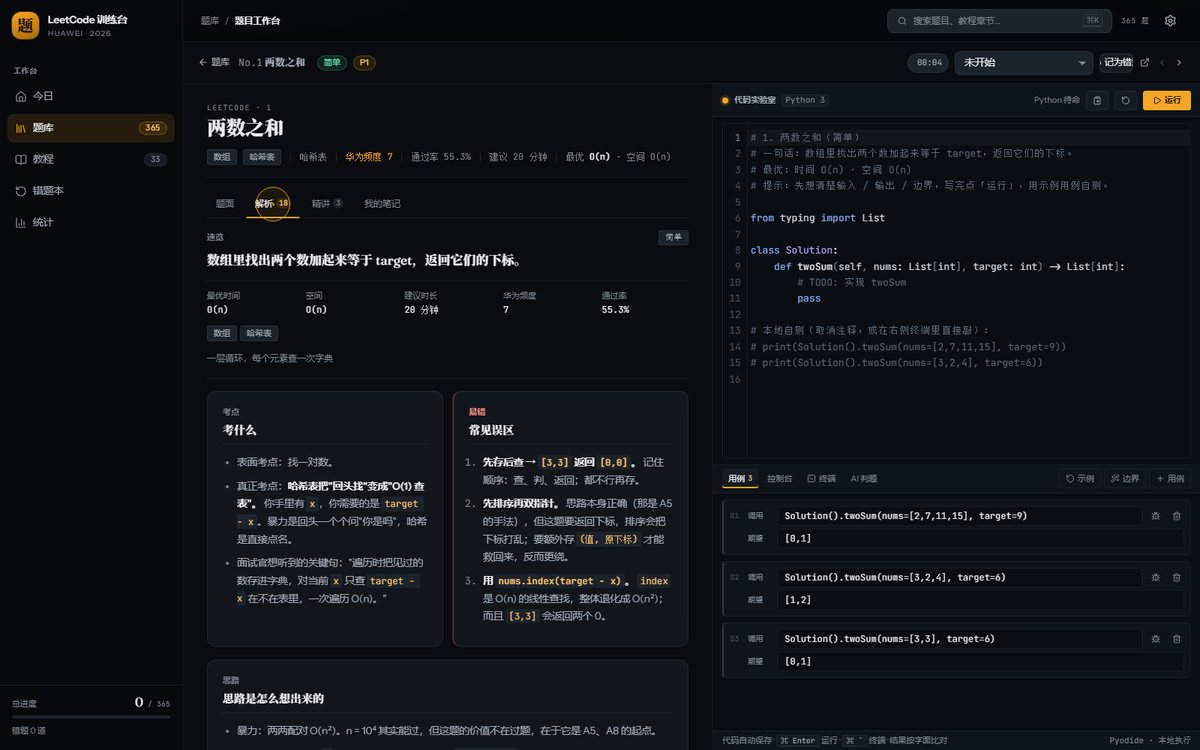 题
LeetCode 训练台
HUAWEI · 2026
工作台
今日
题库 365
教程 33
错题本
统计
总进度 0 / 365
错题 0 道
题库 / 题目工作台
搜索题目、教程章节… ⌘K
365 题
← 题库 No.1 两数之和 简单 P1
00:04
未开始
记为错
LEETCODE · 1
两数之和
数组 哈希表 哈希表 华为频度 7 通过率 55.3% 建议 20 分钟 最优 O(n) · 空间 O(n)
题面
解析 18
精讲 3
我的笔记
速览 简单
数组里找出两个数加起来等于 target，返回它们的下标。
最优时间 空间 建议时长 华为频度 通过率
O(n) O(n) 20 分钟 7 55.3%
数组 哈希表
一层循环，每个元素查一次字典
考点
考什么
• 表面考点：找一对数。
• 真正考点：哈希表把"回头找"变成"O(1) 查
表"。你手里有 x ，你需要的是 target
- x 。暴力是回头一个个问"你是吗"，哈希
是直接点名。
• 面试官想听到的关键句："遍历时把见过的
数存进字典，对当前 x 只查 target -
x 在不在表里，一次遍历 O(n)。"
易错
常见误区
1. 先存后查 → [3,3] 返回 [0,0] 。记住
顺序：查、判、返回；都不行再存。
2. 先排序再双指针。思路本身正确（那是 A5
的手法），但这题要返回下标，排序会把
下标打乱；要额外存 (值, 原下标) 才能
救回来，反而更绕。
3. 用 nums.index(target - x) 。 index
是 O(n) 的线性查找，整体退化成 O(n²)；
而且 [3,3] 会返回两个 0。
思路
思路是怎么想出来的
• 暴力：两两配对 O(n²)。n = 10⁴ 其实能过，但这题的价值不在过题，在于它是 A5、A8 的起点。
代码实验室 Python 3
Python 待命
运行
1 # 1. 两数之和（简单）
2 # 一句话：数组里找出两个数加起来等于 target，返回它们的下标。
3 # 最优：时间 O(n) · 空间 O(n)
4 # 提示：先想清楚输入 / 输出 / 边界，写完点「运行」，用示例用例自测。
5
6 from typing import List
7
8 class Solution:
9 def twoSum(self, nums: List[int], target: int) -> List[int]:
10 # TODO: 实现 twoSum
11 pass
12
13 # 本地自测（取消注释，或在右侧终端里直接敲）：
14 # print(Solution().twoSum(nums=[2,7,11,15], target=9))
15 # print(Solution().twoSum(nums=[3,2,4], target=6))
16
用例 3
控制台
终端
AI 判题
示例
边界
+ 用例
01 调用 Solution().twoSum(nums=[2,7,11,15], target=9)
期望 [0,1]
02 调用 Solution().twoSum(nums=[3,2,4], target=6)
期望 [1,2]
03 调用 Solution().twoSum(nums=[3,3], target=6)
期望 [0,1]
代码自动保存· ⌘ Enter 运行· ⌘ ` 终端·结果按字面比对
Pyodide · 本地执行